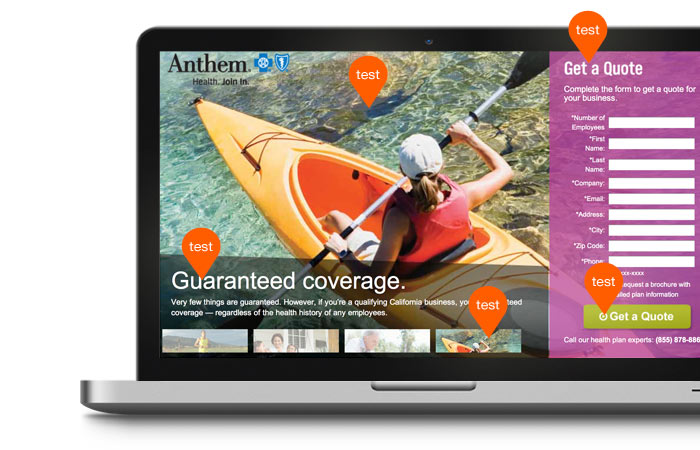 test
Anthem.
Health. Join In.
test
Get a Quote
Complete the form to get a quote for
your business.
*Number of
Employees
*First
Name:
*Last
Name:
*Company:
*Email:
*Address:
*City:
*Zip Code:
*Phone:
xxx-xxxx
test
Request a brochure with
plan information
Get a Quote
Call our health plan experts: (855) 878-886
test
Guaranteed coverage.
Very few things are guaranteed. However, if you're a qualifying California business,
coverage — regardless of the health history of any employees.
test